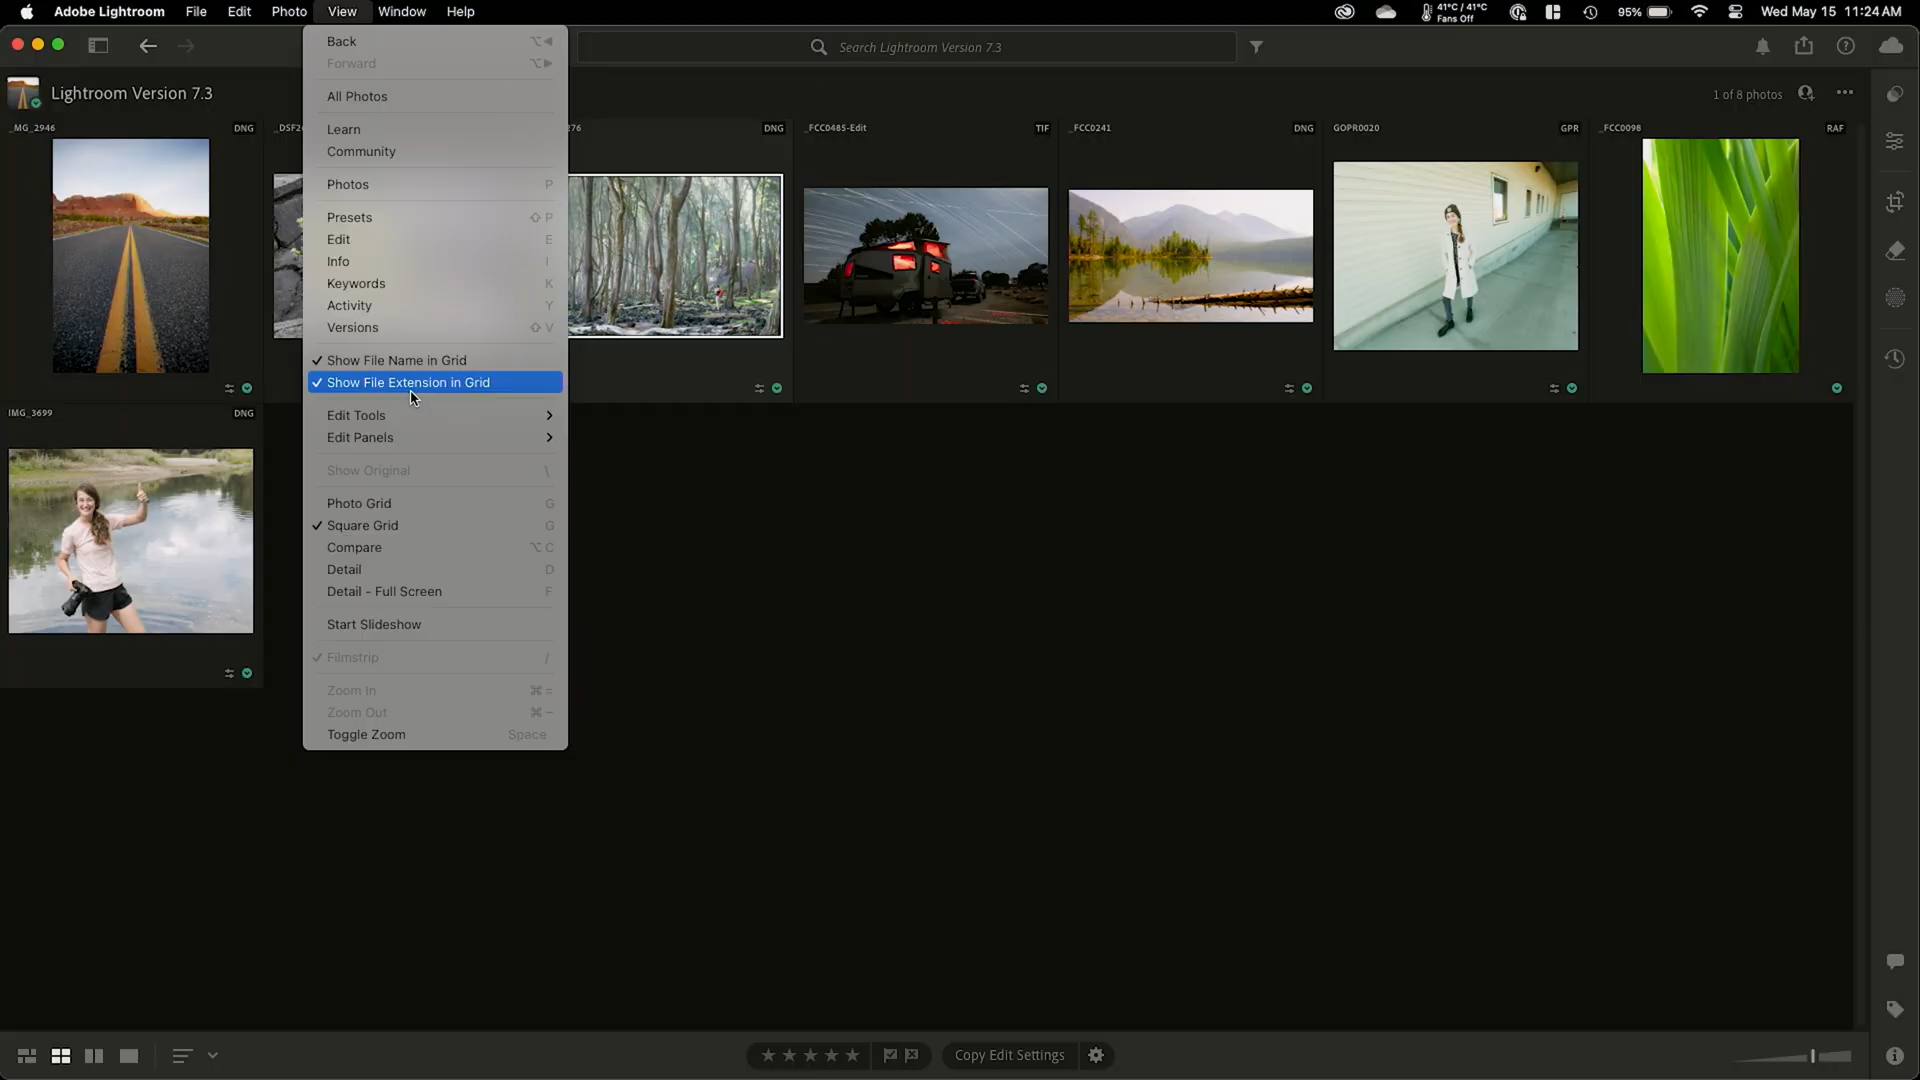 Adobe Lightroom File Edit Photo View Window Help 41°C / 41°C Fans Off 95% Wed May 15 11:24 AM
Search Lightroom Version 7.3
Lightroom Version 7.3
1 of 8 photos
_MG_2946 DNG
_DSF2
276 DNG
_FCC0485-Edit TIF
_FCC0241 DNG
GOPR0020 GPR
_FCC0098 RAF
IMG_3699 DNG
Back ⌥◀
Forward ⌥▶
All Photos
Learn
Community
Photos P
Presets ⇧ P
Edit E
Info I
Keywords K
Activity Y
Versions ⇧ V
✓ Show File Name in Grid
✓ Show File Extension in Grid
Edit Tools >
Edit Panels >
Show Original \
Photo Grid G
✓ Square Grid G
Compare ⌥ C
Detail D
Detail - Full Screen F
Start Slideshow
✓ Filmstrip /
Zoom In ⌘ =
Zoom Out ⌘ −
Toggle Zoom Space
Copy Edit Settings